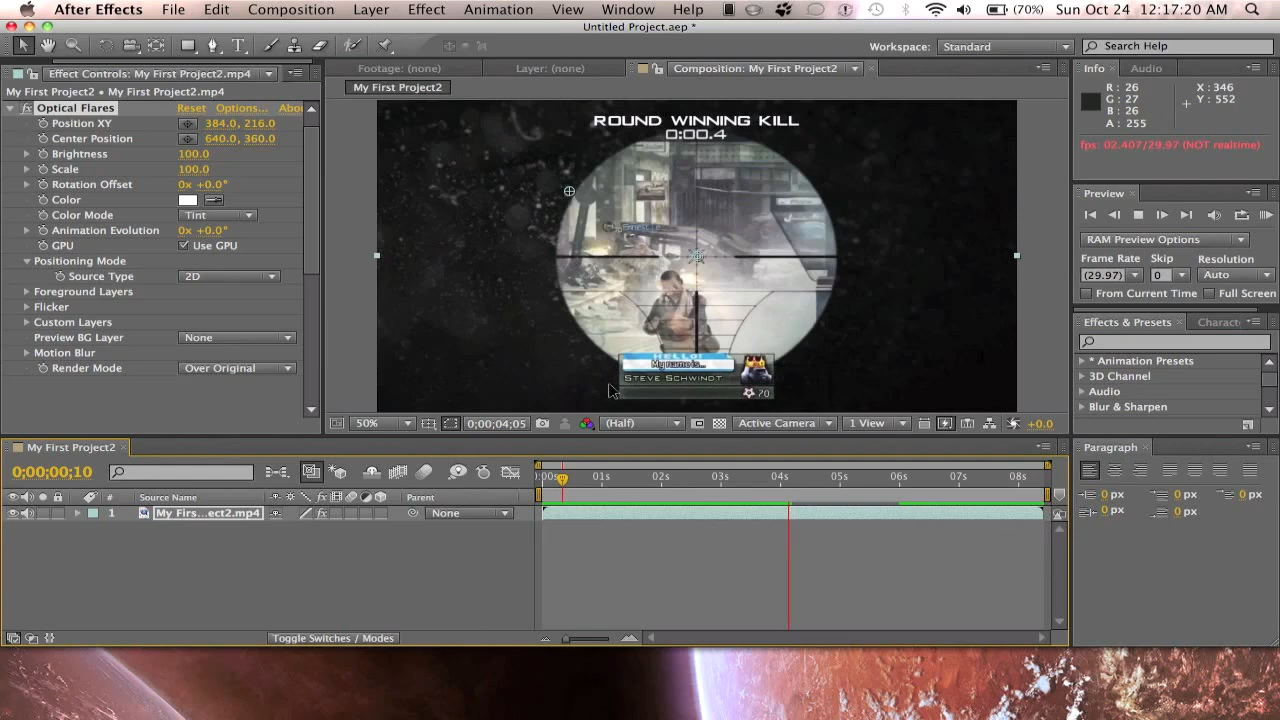 After Effects File Edit Composition Layer Effect Animation View Window Help (70%) Sun Oct 24 12:17:20 AM
Untitled Project.aep *
Workspace: Standard Search Help
Effect Controls: My First Project2.mp4
Footage: (none) Layer: (none) Composition: My First Project2
Info Audio
My First Project2 • My First Project2.mp4
My First Project2
Optical Flares Reset Options... Abou
Position XY 384.0, 216.0
Center Position 640.0, 360.0
Brightness 100.0
Scale 100.0
Rotation Offset 0x +0.0°
Color
Color Mode Tint
Animation Evolution 0x +0.0°
GPU Use GPU
Positioning Mode
Source Type 2D
Foreground Layers
Flicker
Custom Layers
Preview BG Layer None
Motion Blur
Render Mode Over Original
ROUND WINNING KILL
0:00.4
HELLO!
My name is...
STEVE SCHWINDT
70
R : 26 X : 346
G : 27 Y : 552
B : 26
A : 255
fps: 02.407/29.97 (NOT realtime)
Preview
RAM Preview Options
Frame Rate Skip Resolution
(29.97) 0 Auto
From Current Time Full Screen
Effects & Presets Charact
* Animation Presets
3D Channel
Audio
Blur & Sharpen
50% 0;00;04;05 (Half) Active Camera 1 View +0.0
My First Project2
0;00;00;10
:00s 01s 02s 03s 04s 05s 06s 07s 08s
# Source Name Parent
1 My Firs...ect2.mp4 None
Toggle Switches / Modes
Paragraph
0 px 0 px 0 px
0 px 0 px